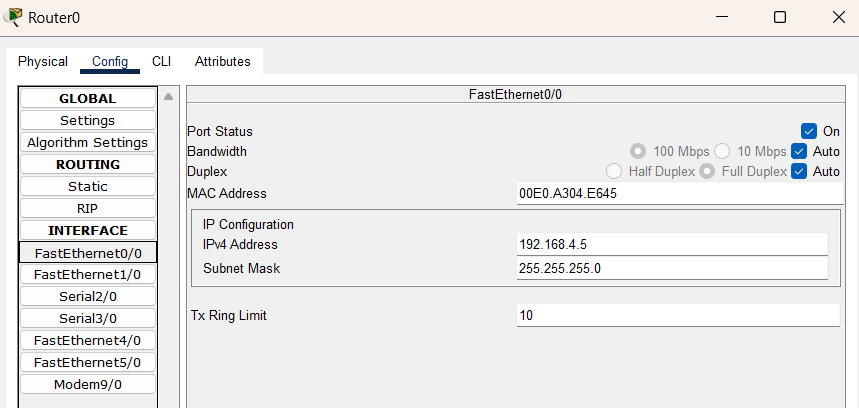 Router0
Physical Config CLI Attributes
GLOBAL
Settings
Algorithm Settings
ROUTING
Static
RIP
INTERFACE
FastEthernet0/0
FastEthernet1/0
Serial2/0
Serial3/0
FastEthernet4/0
FastEthernet5/0
Modem9/0
FastEthernet0/0
Port Status On
Bandwidth 100 Mbps 10 Mbps Auto
Duplex Half Duplex Full Duplex Auto
MAC Address 00E0.A304.E645
IP Configuration
IPv4 Address 192.168.4.5
Subnet Mask 255.255.255.0
Tx Ring Limit 10